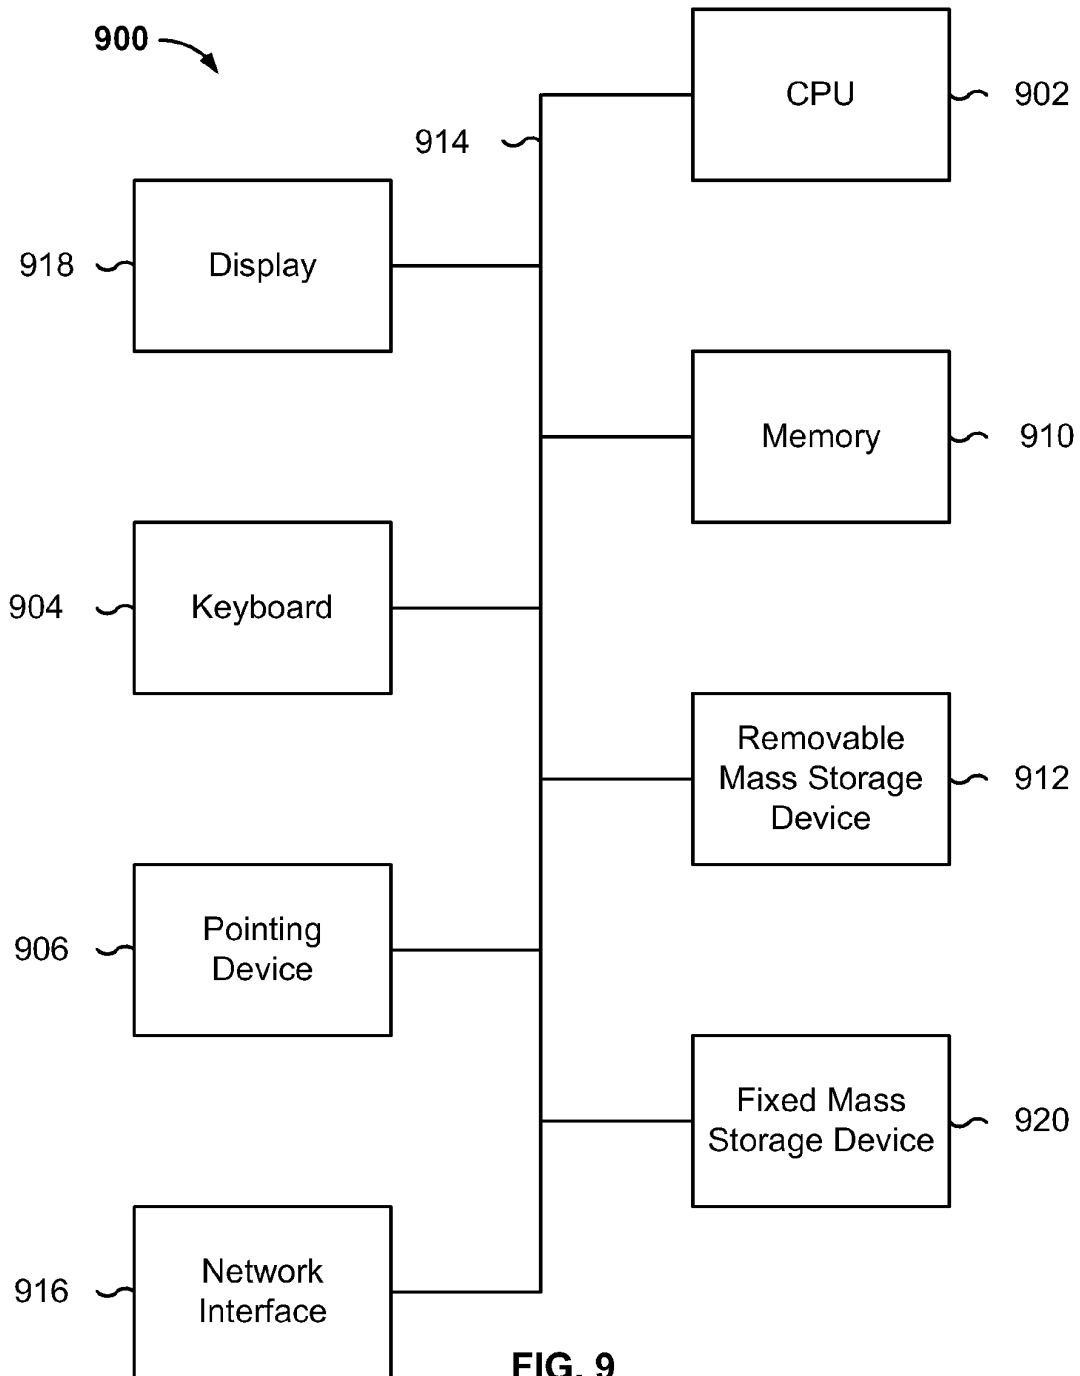 900
CPU
902
914
918
Display
Memory
910
904
Keyboard
Removable
Mass Storage
Device
912
906
Pointing
Device
Fixed Mass
Storage Device
920
916
Network
Interface
FIG. 9